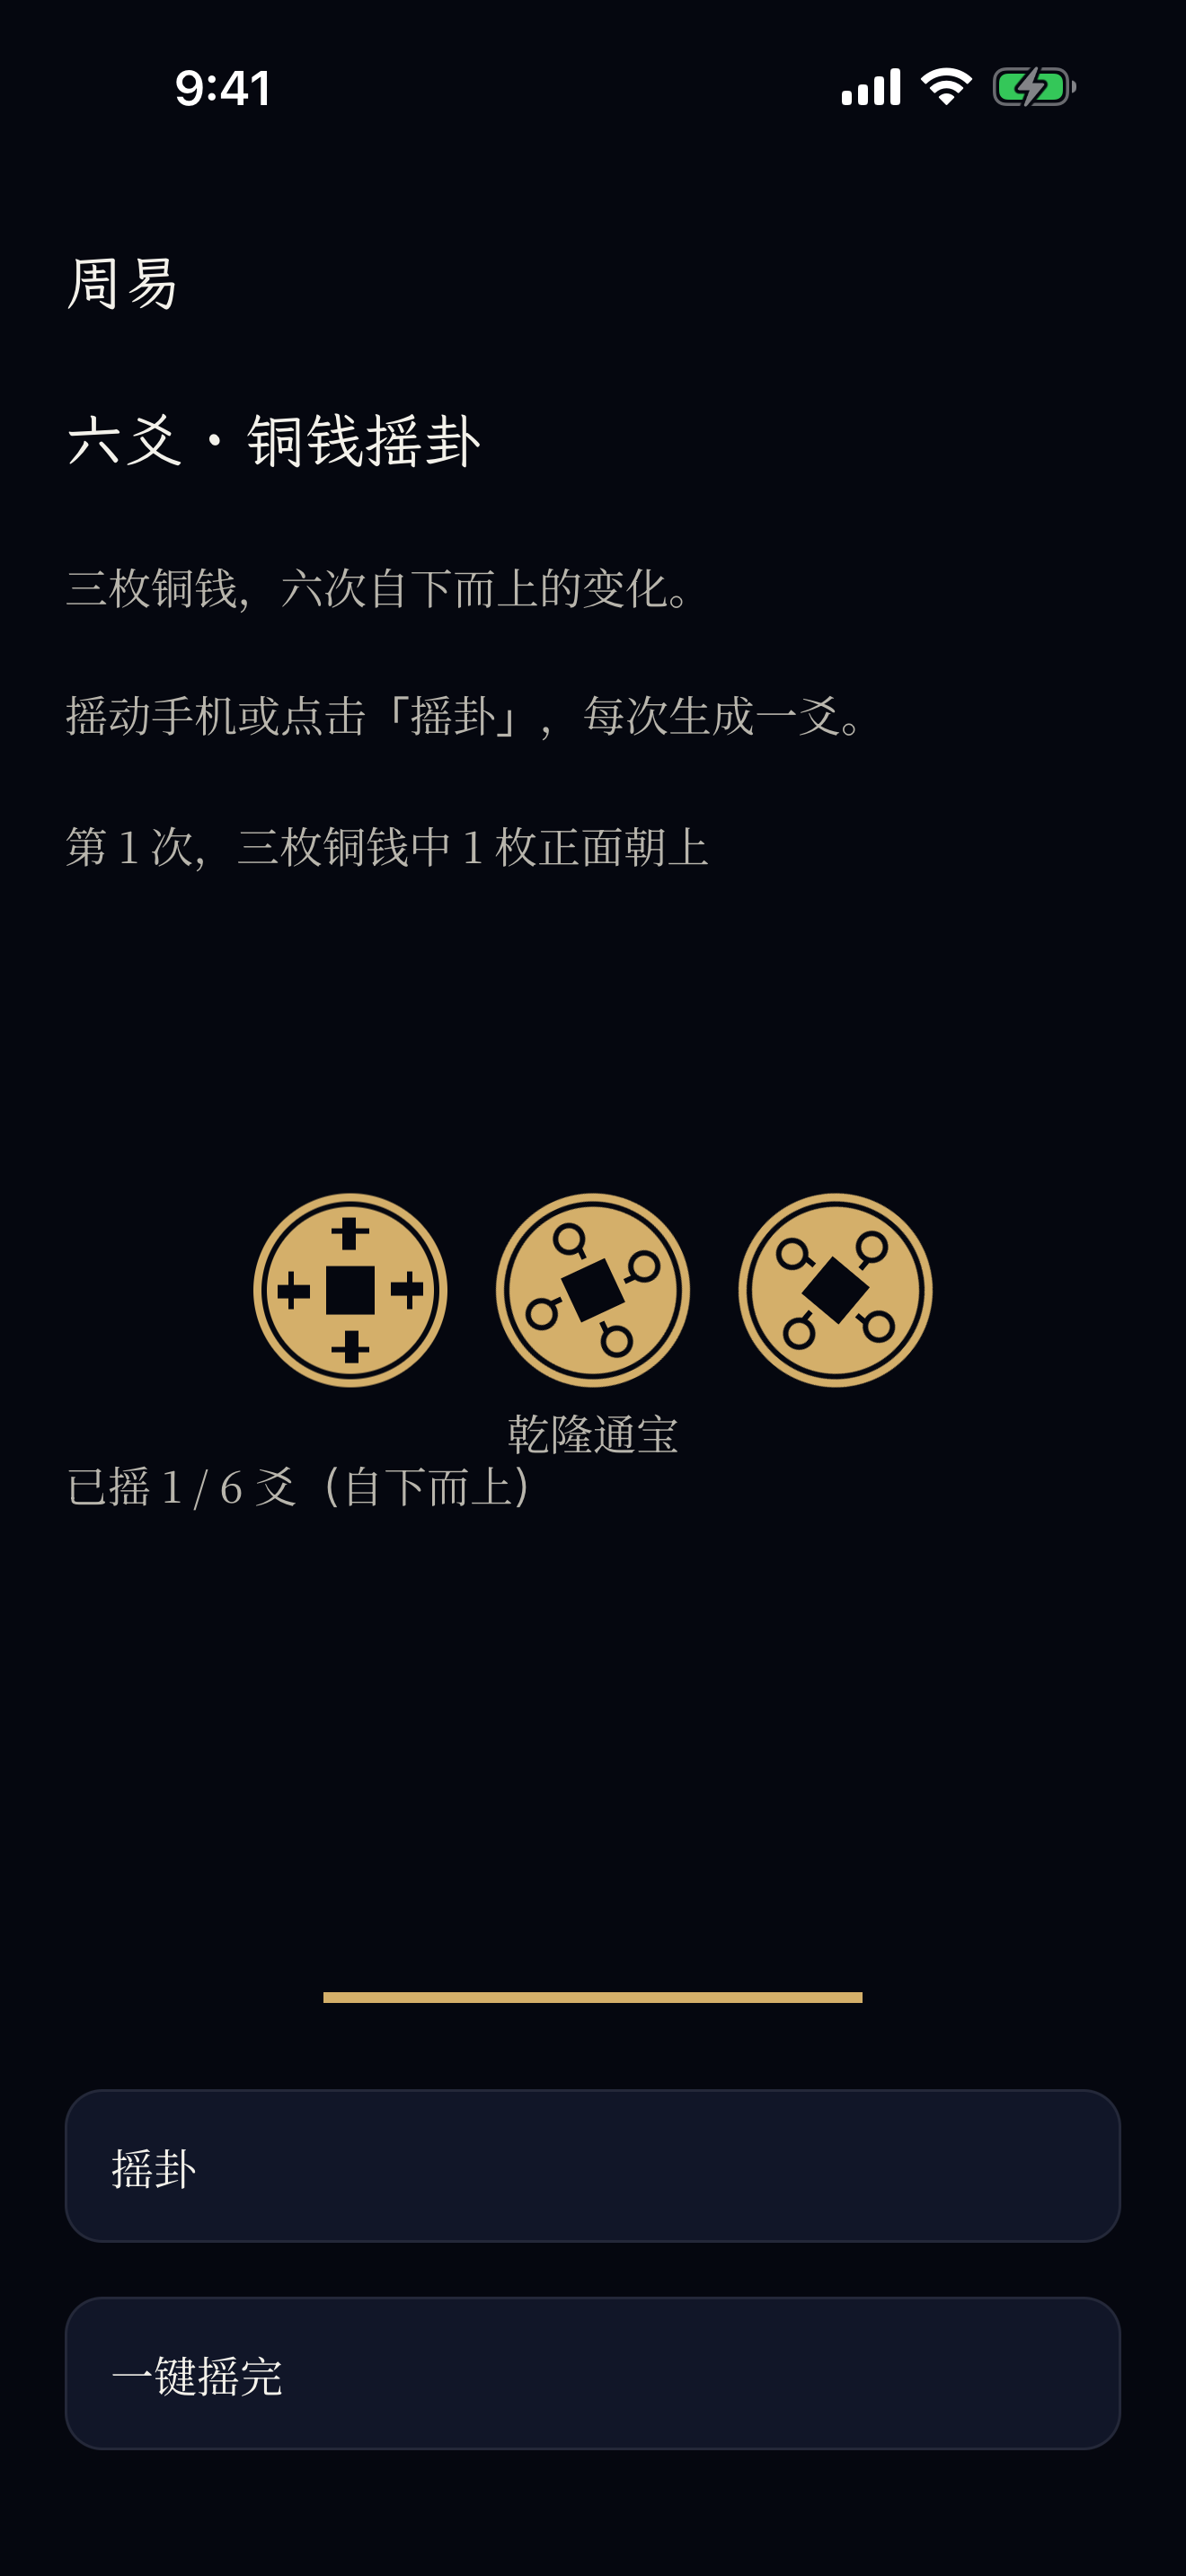 9:41
周易
六爻·铜钱摇卦
三枚铜钱，六次自下而上的变化。
摇动手机或点击「摇卦」，每次生成一爻。
第 1 次，三枚铜钱中 1 枚正面朝上
乾隆通宝
已摇 1 / 6 爻（自下而上）
摇卦
一键摇完